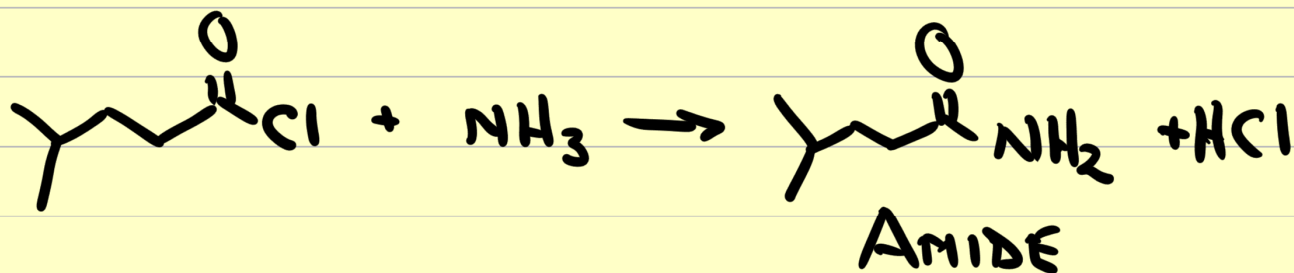 O O
Cl + NH₃ → NH₂ +HCl
AMIDE